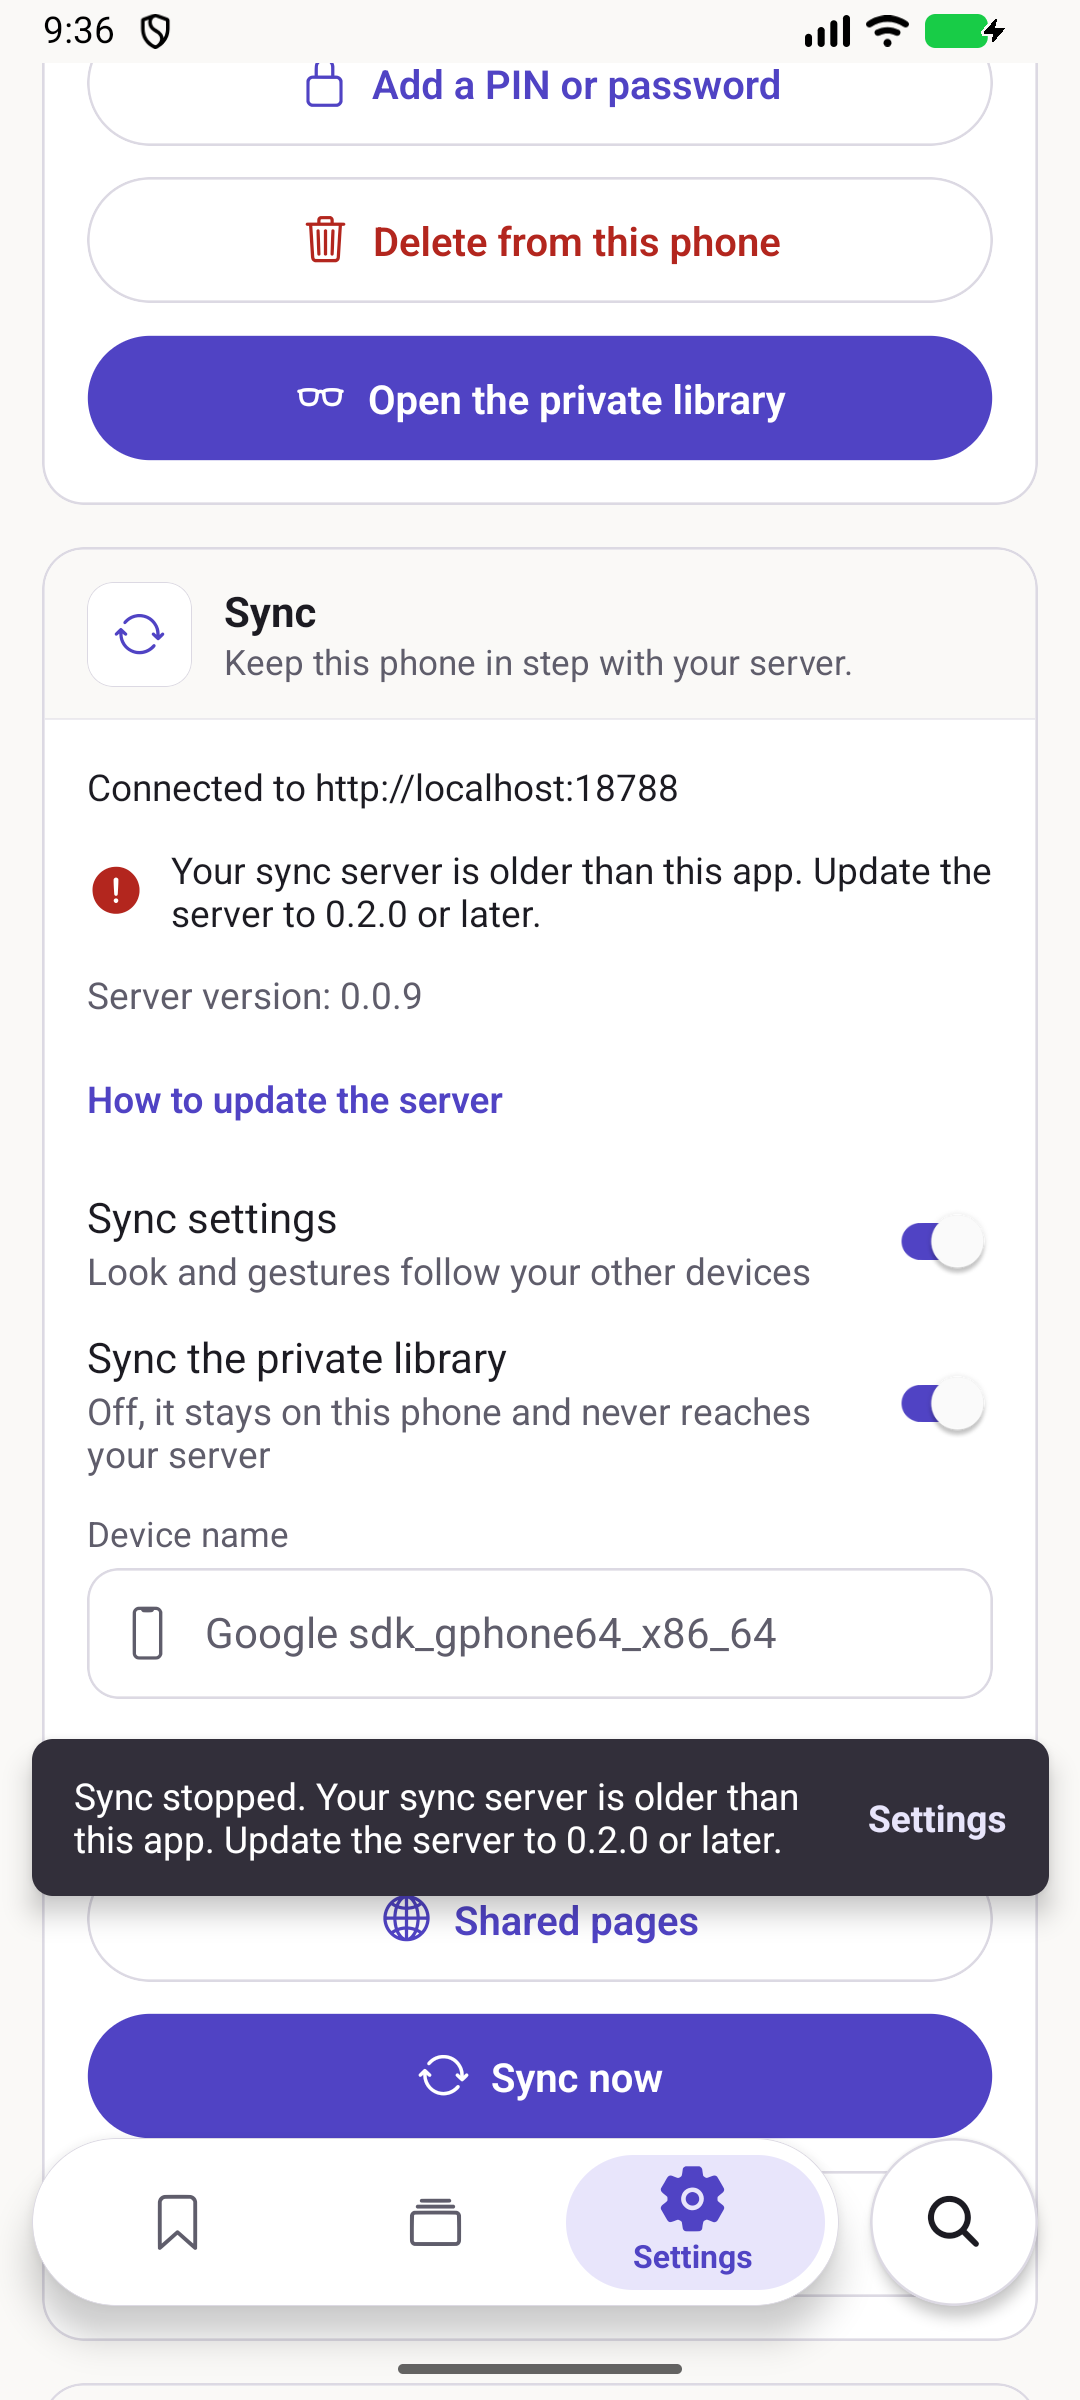 9:36
Add a PIN or password
Delete from this phone
Open the private library
Sync
Keep this phone in step with your server.
Connected to http://localhost:18788
Your sync server is older than this app. Update the
server to 0.2.0 or later.
Server version: 0.0.9
How to update the server
Sync settings
Look and gestures follow your other devices
Sync the private library
Off, it stays on this phone and never reaches
your server
Device name
Google sdk_gphone64_x86_64
Sync stopped. Your sync server is older than
this app. Update the server to 0.2.0 or later.
Settings
Shared pages
Sync now
Settings